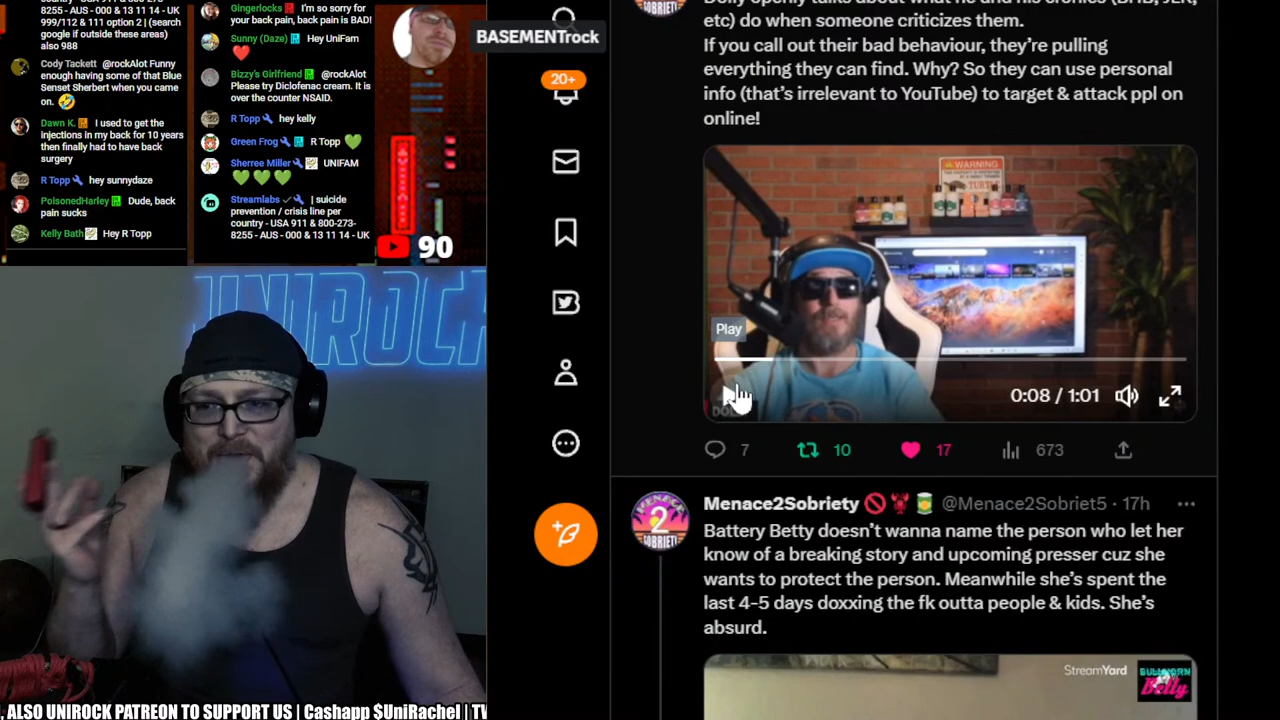 country - USA 911 & 800-273-
8255 - AUS - 000 & 13 11 14 - UK
999/112 & 111 option 2 | (search
google if outside these areas)
also 988
Cody Tackett @rockAlot Funny
enough having some of that Blue
Senset Sherbert when you came
on. 🤣
Dawn K. I used to get the
injections in my back for 10 years
then finally had to have back
surgery
R Topp hey sunnydaze
PoisonedHarley Dude, back
pain sucks
Kelly Bath Hey R Topp
Gingerlocks I'm so sorry for
your back pain, back pain is BAD!
Sunny (Daze) Hey UniFam
❤️
Bizzy's Girlfriend @rockAlot
Please try Diclofenac cream. It is
over the counter NSAID.
R Topp hey kelly
Green Frog R Topp 💚
Sherree Miller UNIFAM
💚💚💚
Streamlabs | suicide
prevention / crisis line per
country - USA 911 & 800-273-
8255 - AUS - 000 & 13 11 14 - UK
90
BASEMENTrock
20+
UNIROCK
, ALSO UNIROCK PATREON TO SUPPORT US | Cashapp $UniRachel |
etc) do when someone criticizes them.
If you call out their bad behaviour, they're pulling
everything they can find. Why? So they can use personal
info (that's irrelevant to YouTube) to target & attack ppl on
online!
WARNING
TURTL
Play
0:08 / 1:01
7
10
17
673
Menace2Sobriety 🚫🦞🥫 @Menace2Sobriet5 · 17h
MENACE
2
SOBRIETY
Battery Betty doesn't wanna name the person who let her
know of a breaking story and upcoming presser cuz she
wants to protect the person. Meanwhile she's spent the
last 4-5 days doxxing the fk outta people & kids. She's
absurd.
StreamYard
BULLHORN
Betty